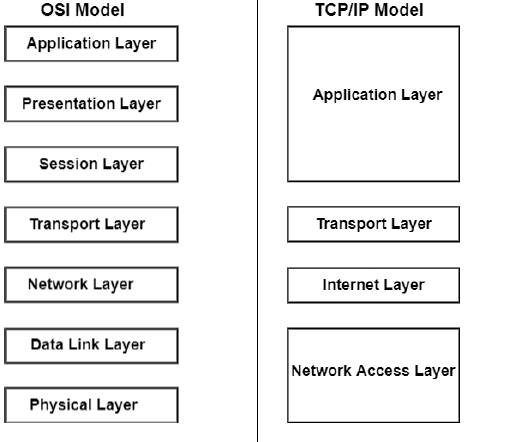 OSI Model
Application Layer
Presentation Layer
Session Layer
Transport Layer
Network Layer
Data Link Layer
Physical Layer
TCP/IP Model
Application Layer
Transport Layer
Internet Layer
Network Access Layer